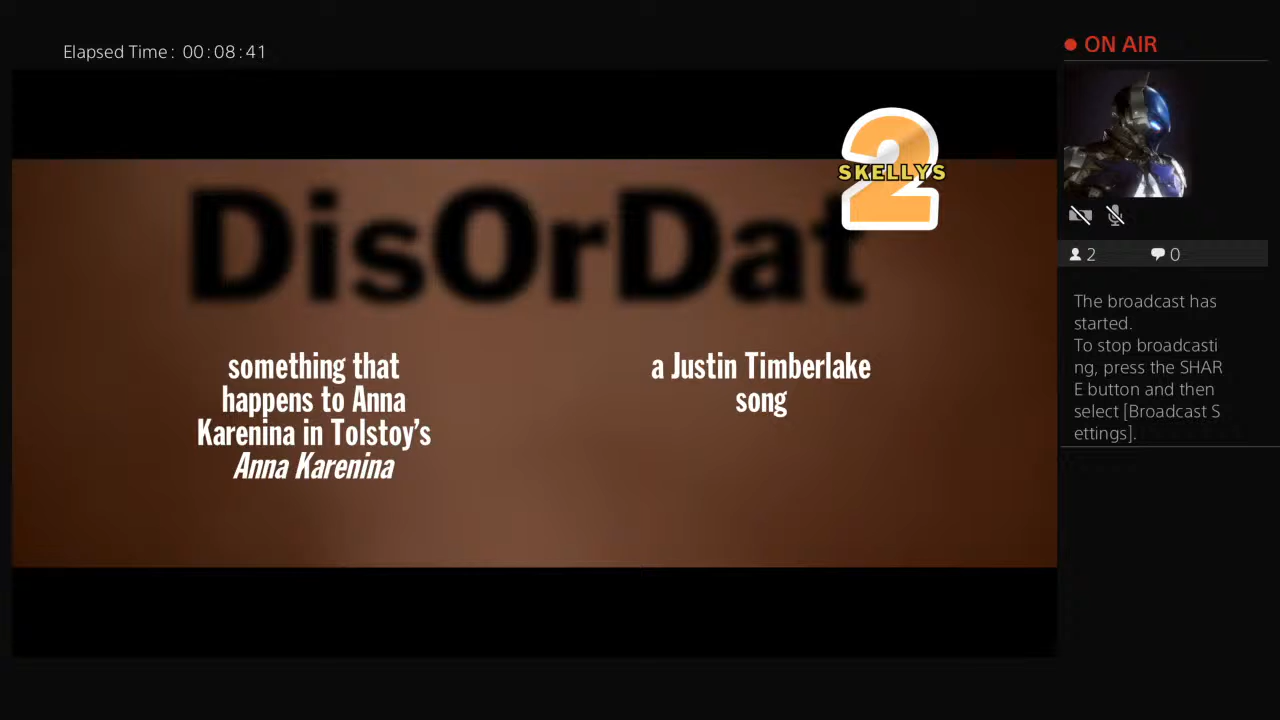 Elapsed Time: 00:08:41
ON AIR
2
SKELLYS
DisOrDat
something that
happens to Anna
Karenina in Tolstoy's
Anna Karenina
a Justin Timberlake
song
2
0
The broadcast has
started.
To stop broadcasti
ng, press the SHAR
E button and then
select [Broadcast S
ettings].